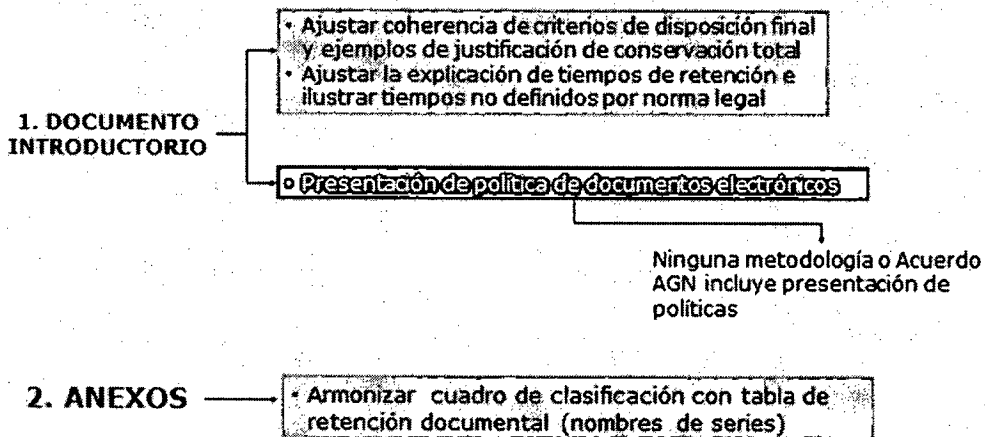 • Ajustar coherencia de criterios de disposición final
y ejemplos de justificación de conservación total
• Ajustar la explicación de tiempos de retención e
ilustrar tiempos no definidos por norma legal
1. DOCUMENTO
INTRODUCTORIO
o Presentación de política de documentos electrónicos
Ninguna metodología o Acuerdo
AGN incluye presentación de
políticas
2. ANEXOS
• Armonizar cuadro de clasificación con tabla de
retención documental (nombres de series)